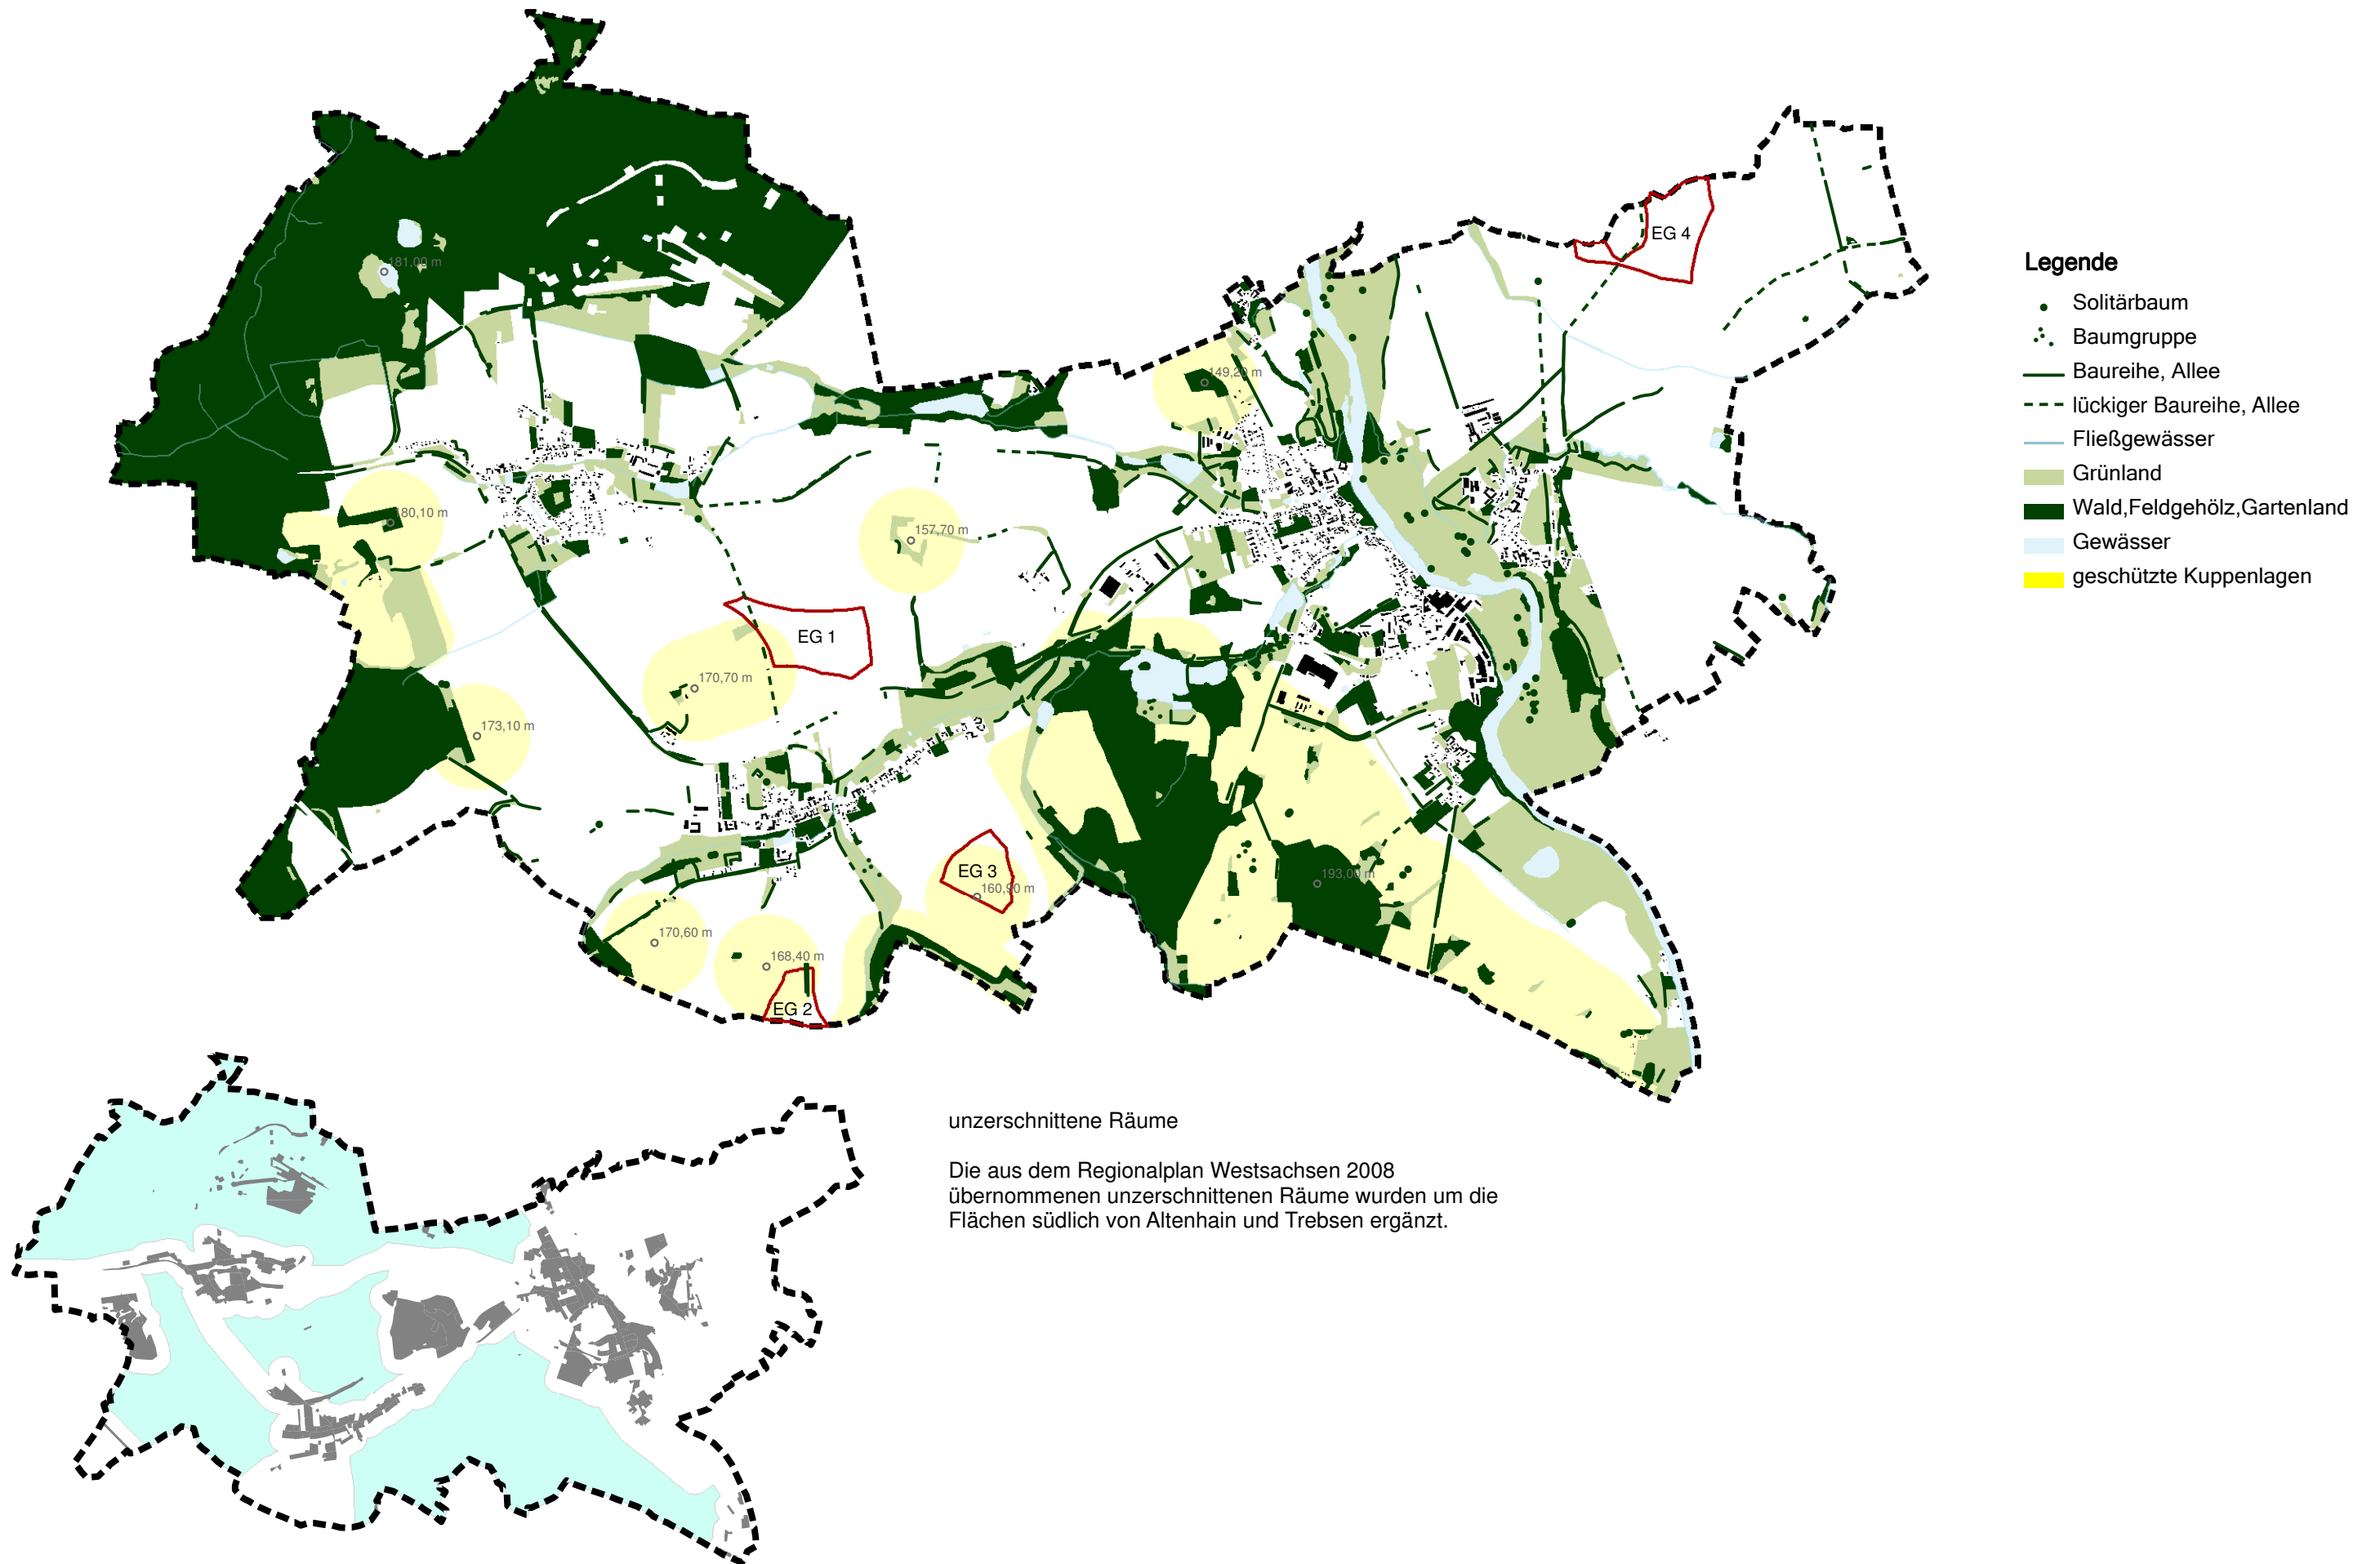 EG 4
Legende
Solitärbaum
Baumgruppe
Baureihe, Allee
lückiger Baureihe, Allee
Fließgewässer
Grünland
Wald,Feldgehölz,Gartenland
Gewässer
geschützte Kuppenlagen
181,00 m
149,20 m
180,10 m
157,70 m
EG 1
170,70 m
173,10 m
EG 3
160,90 m
193,00 m
170,60 m
168,40 m
EG 2
unzerschnittene Räume
Die aus dem Regionalplan Westsachsen 2008
übernommenen unzerschnittenen Räume wurden um die
Flächen südlich von Altenhain und Trebsen ergänzt.